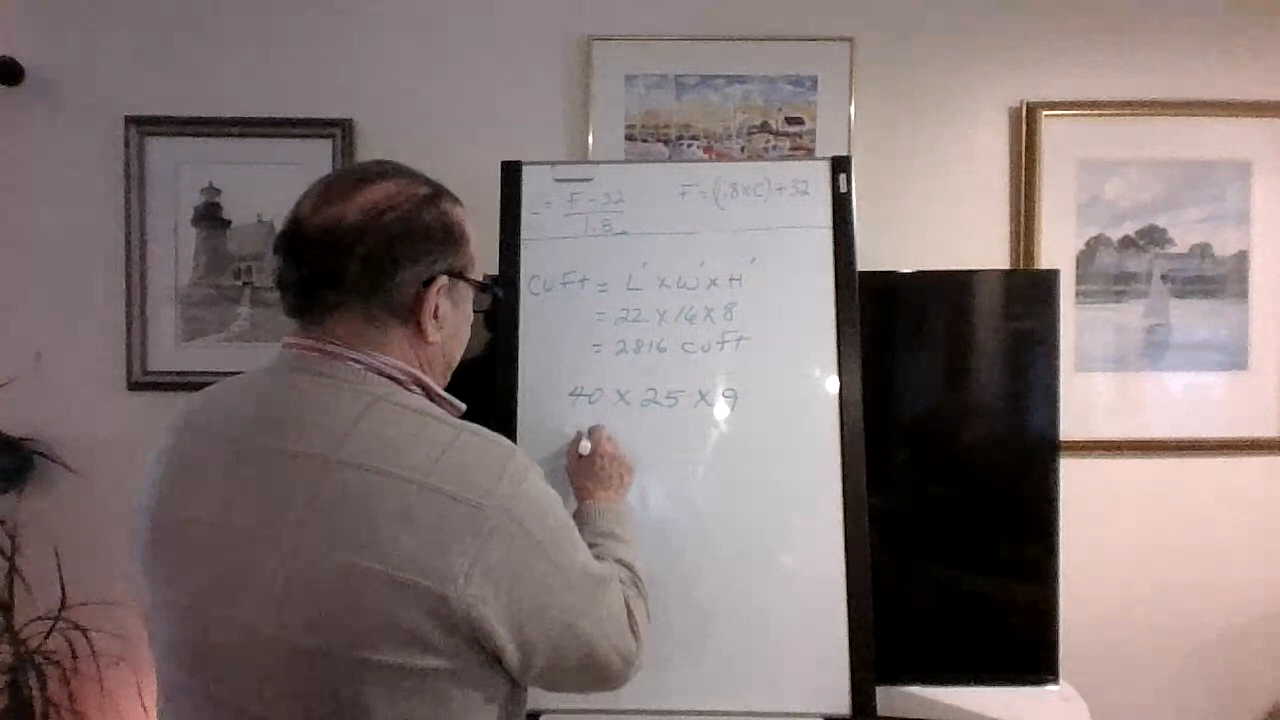 C = F - 32 / 1.8
F = (1.8 x C) + 32
Cu Ft = L' x W' x H'
= 22 x 16 x 8
= 2816 cu ft
40 x 25 x 9